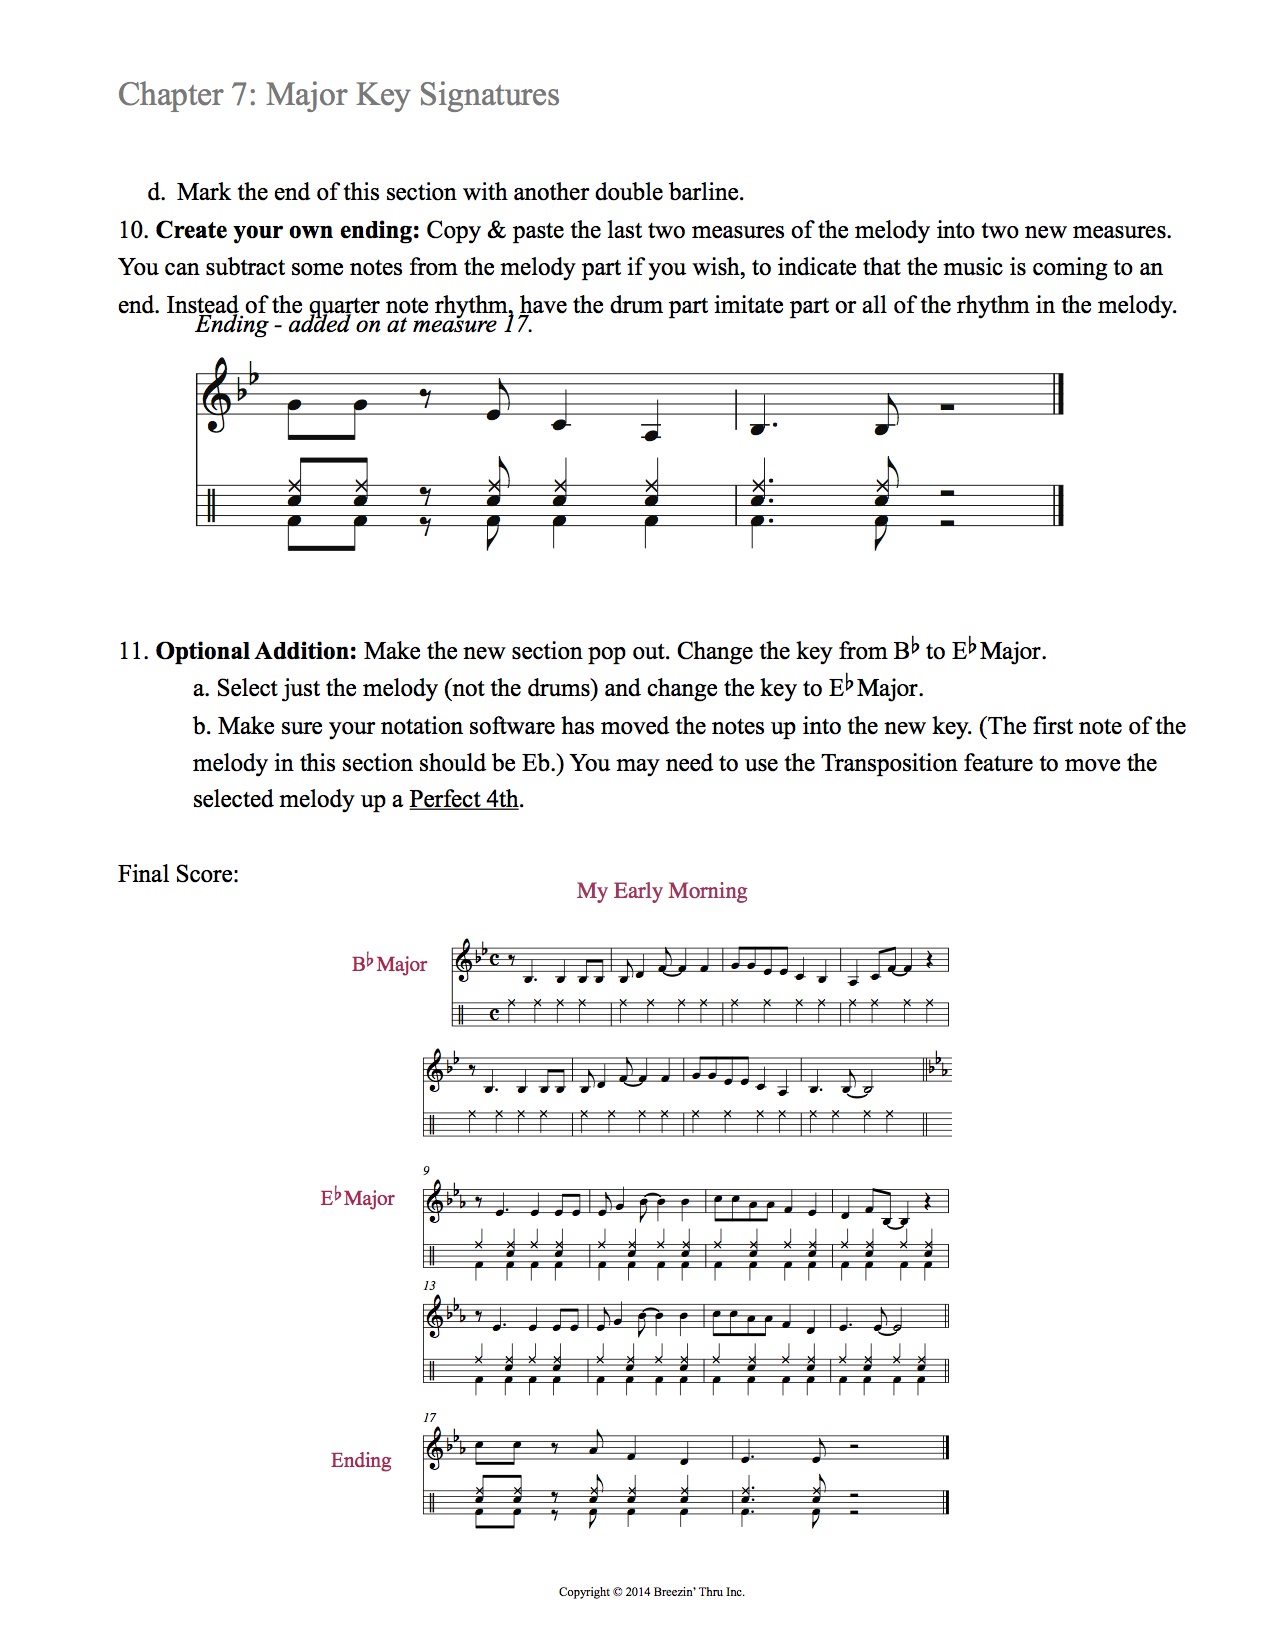 Chapter 7: Major Key Signatures
d. Mark the end of this section with another double barline.
10. Create your own ending: Copy & paste the last two measures of the melody into two new measures.
You can subtract some notes from the melody part if you wish, to indicate that the music is coming to an
end. Instead of the quarter note rhythm, have the drum part imitate part or all of the rhythm in the melody.
Ending - added on at measure 17.
11. Optional Addition: Make the new section pop out. Change the key from B♭ to E♭ Major.
a. Select just the melody (not the drums) and change the key to E♭ Major.
b. Make sure your notation software has moved the notes up into the new key. (The first note of the
melody in this section should be Eb.) You may need to use the Transposition feature to move the
selected melody up a Perfect 4th.
Final Score:
My Early Morning
B♭ Major
9
E♭ Major
13
17
Ending
Copyright © 2014 Breezin' Thru Inc.